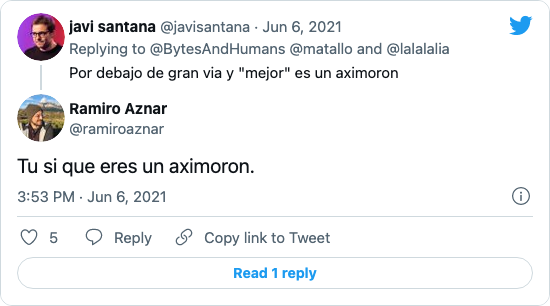 javi santana @javisantana · Jun 6, 2021
Replying to @BytesAndHumans @matallo and @lalalalia
Por debajo de gran via y "mejor" es un aximoron
Ramiro Aznar
@ramiroaznar
Tu si que eres un aximoron.
3:53 PM · Jun 6, 2021
5 Reply Copy link to Tweet
Read 1 reply